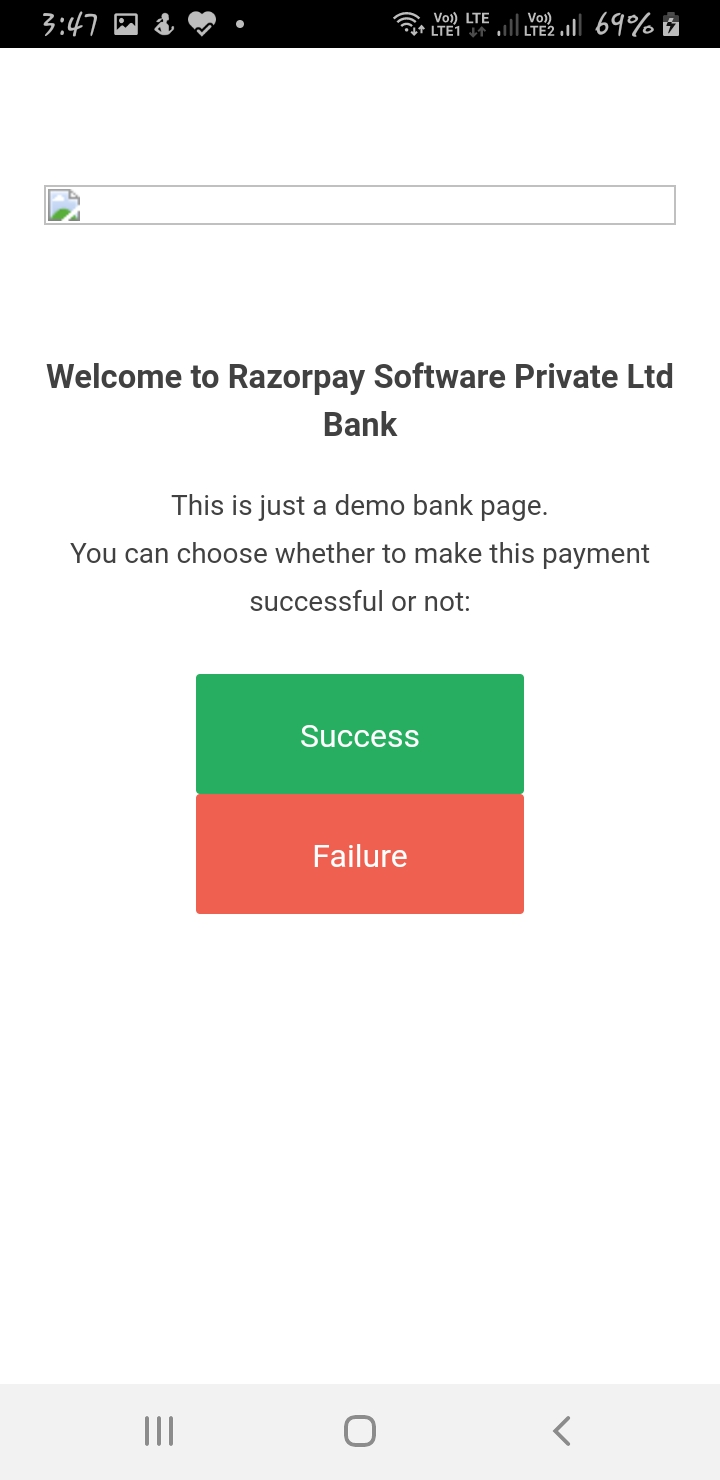 3:47 Vo)) LTE LTE1 Vo)) LTE2 69%
Welcome to Razorpay Software Private Ltd
Bank
This is just a demo bank page.
You can choose whether to make this payment
successful or not:
Success
Failure